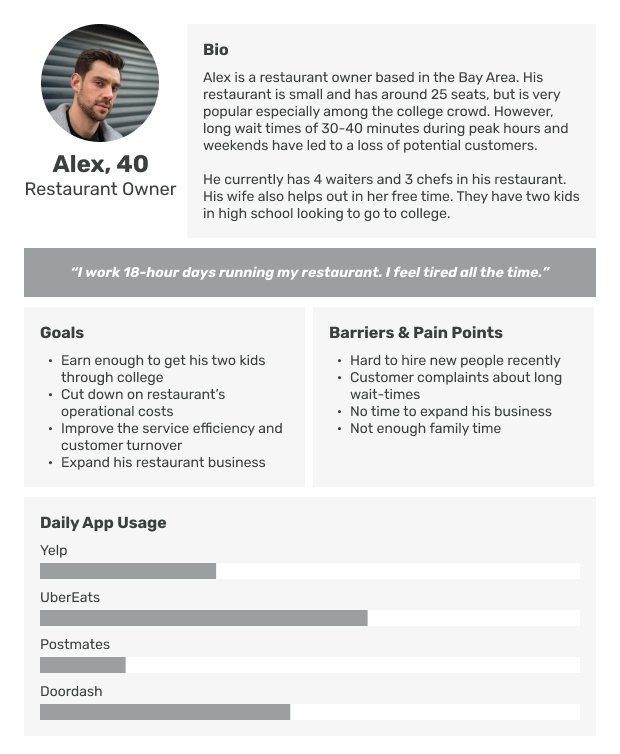 Alex, 40
Restaurant Owner
Bio
Alex is a restaurant owner based in the Bay Area. His
restaurant is small and has around 25 seats, but is very
popular especially among the college crowd. However,
long wait times of 30-40 minutes during peak hours and
weekends have led to a loss of potential customers.
He currently has 4 waiters and 3 chefs in his restaurant.
His wife also helps out in her free time. They have two kids
in high school looking to go to college.
“I work 18-hour days running my restaurant. I feel tired all the time.”
Goals
• Earn enough to get his two kids
through college
• Cut down on restaurant’s
operational costs
• Improve the service efficiency and
customer turnover
• Expand his restaurant business
Barriers & Pain Points
• Hard to hire new people recently
• Customer complaints about long
wait-times
• No time to expand his business
• Not enough family time
Daily App Usage
Yelp
UberEats
Postmates
Doordash